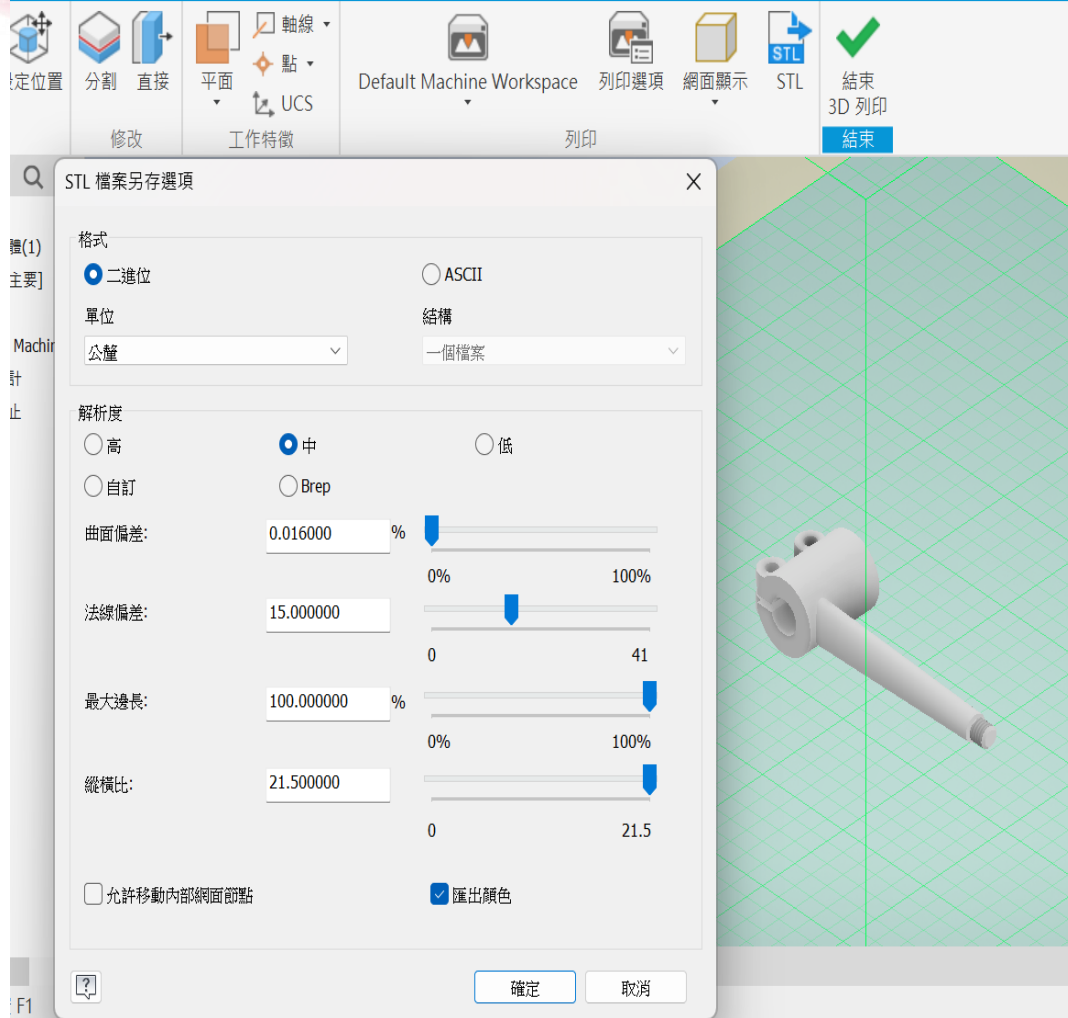 軸線
點
UCS
定位置
分割
直接
平面
Default Machine Workspace
列印選項
網面顯示
STL
STL
結束
3D 列印
修改
工作特徵
列印
結束
STL 檔案另存選項
體(1)
主要]
Machin
計
止
格式
二進位
ASCII
單位
結構
公釐
一個檔案
解析度
高
中
低
自訂
Brep
曲面偏差:
0.016000
%
0%
100%
法線偏差:
15.000000
0
41
最大邊長:
100.000000
%
0%
100%
縱橫比:
21.500000
0
21.5
允許移動內部網面節點
匯出顏色
?
確定
取消
F1